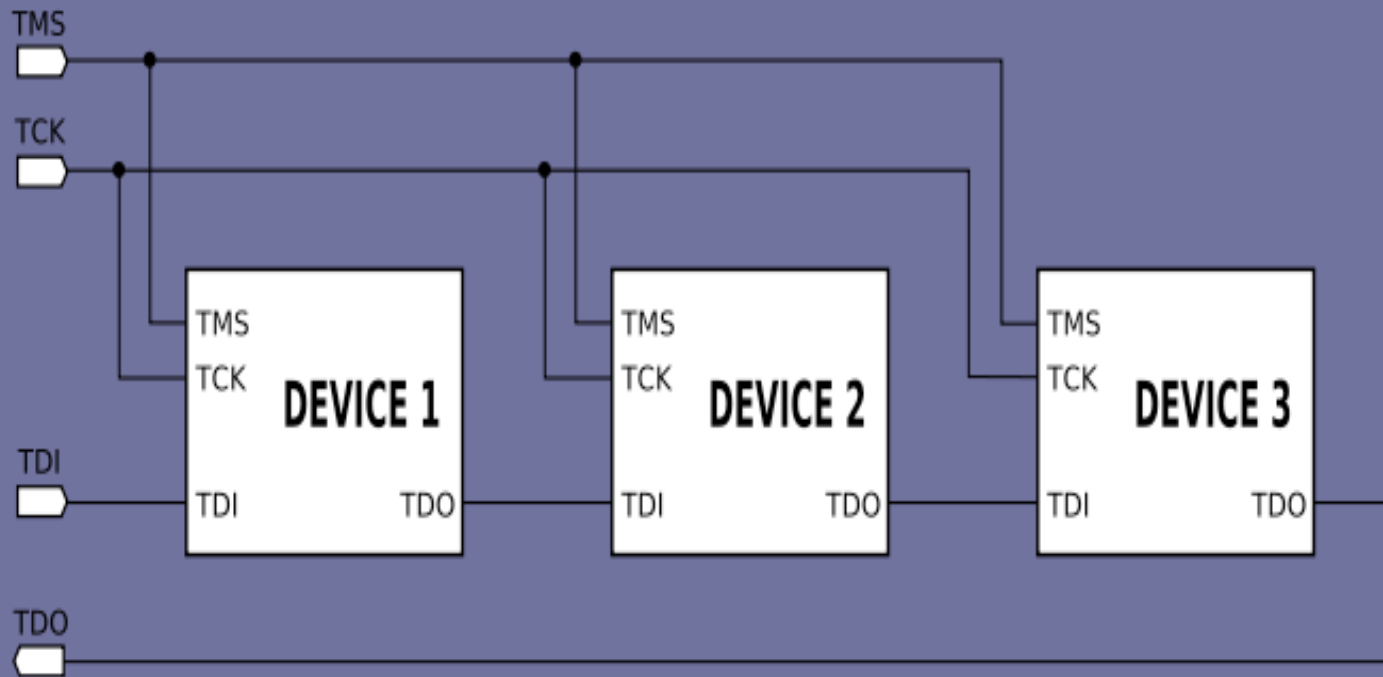 TMS
TCK
TMS
TCK
DEVICE 1
TDI
TDO
TMS
TCK
DEVICE 2
TDI
TDO
TMS
TCK
DEVICE 3
TDI
TDO
TDI
TDO